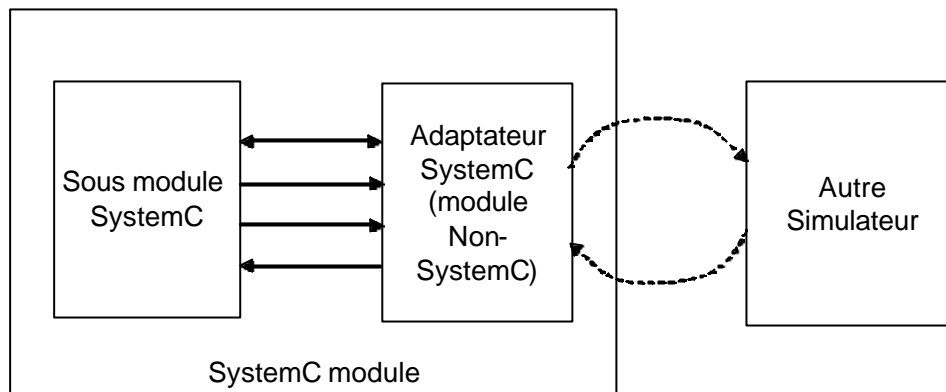 Sous module
SystemC
Adaptateur
SystemC
(module
Non-
SystemC)
Autre
Simulateur
SystemC module